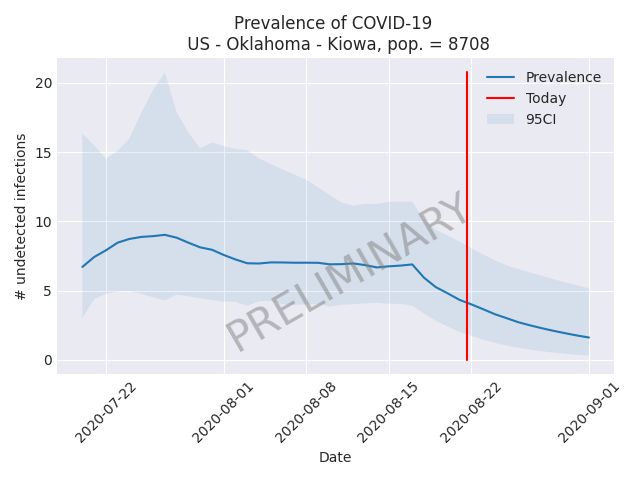 Prevalence of COVID-19
US - Oklahoma - Kiowa, pop. = 8708
# undetected infections
20
15
10
5
0
Prevalence
Today
95CI
PRELIMINARY
2020-07-22
2020-08-01
2020-08-08
2020-08-15
2020-08-22
2020-09-01
Date